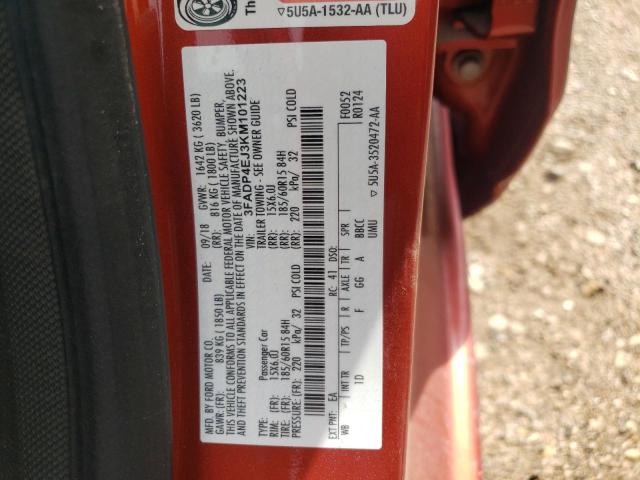 Th
▽5U5A-1532-AA (TLU)
MFD. BY FORD MOTOR CO.
DATE: 09/18 GVWR: 1642 KG ( 3620 LB)
GAWR: (FR): 839 KG ( 1850 LB) (RR): 816 KG ( 1800 LB)
THIS VEHICLE CONFORMS TO ALL APPLICABLE FEDERAL MOTOR VEHICLE SAFETY, BUMPER,
AND THEFT PREVENTION STANDARDS IN EFFECT ON THE DATE OF MANUFACTURE SHOWN ABOVE.
VIN: 3FADP4EJ3KM101223
TYPE: Passenger Car TRAILER TOWING - SEE OWNER GUIDE
RIM: (FR): 15X6.0J (RR): 15X6.0J
TIRE: (FR): 185/60R15 84H (RR): 185/60R15 84H
PRESSURE: (FR): 220 kPa/ 32 PSI COLD (RR): 220 kPa/ 32 PSI COLD
EXT PNT: EA RC: 41 DSO: F0052
WB INT TR TP/PS R AXLE TR SPR R0124
1D F GG A BBCC
UMU
▽5U5A-3520472-AA